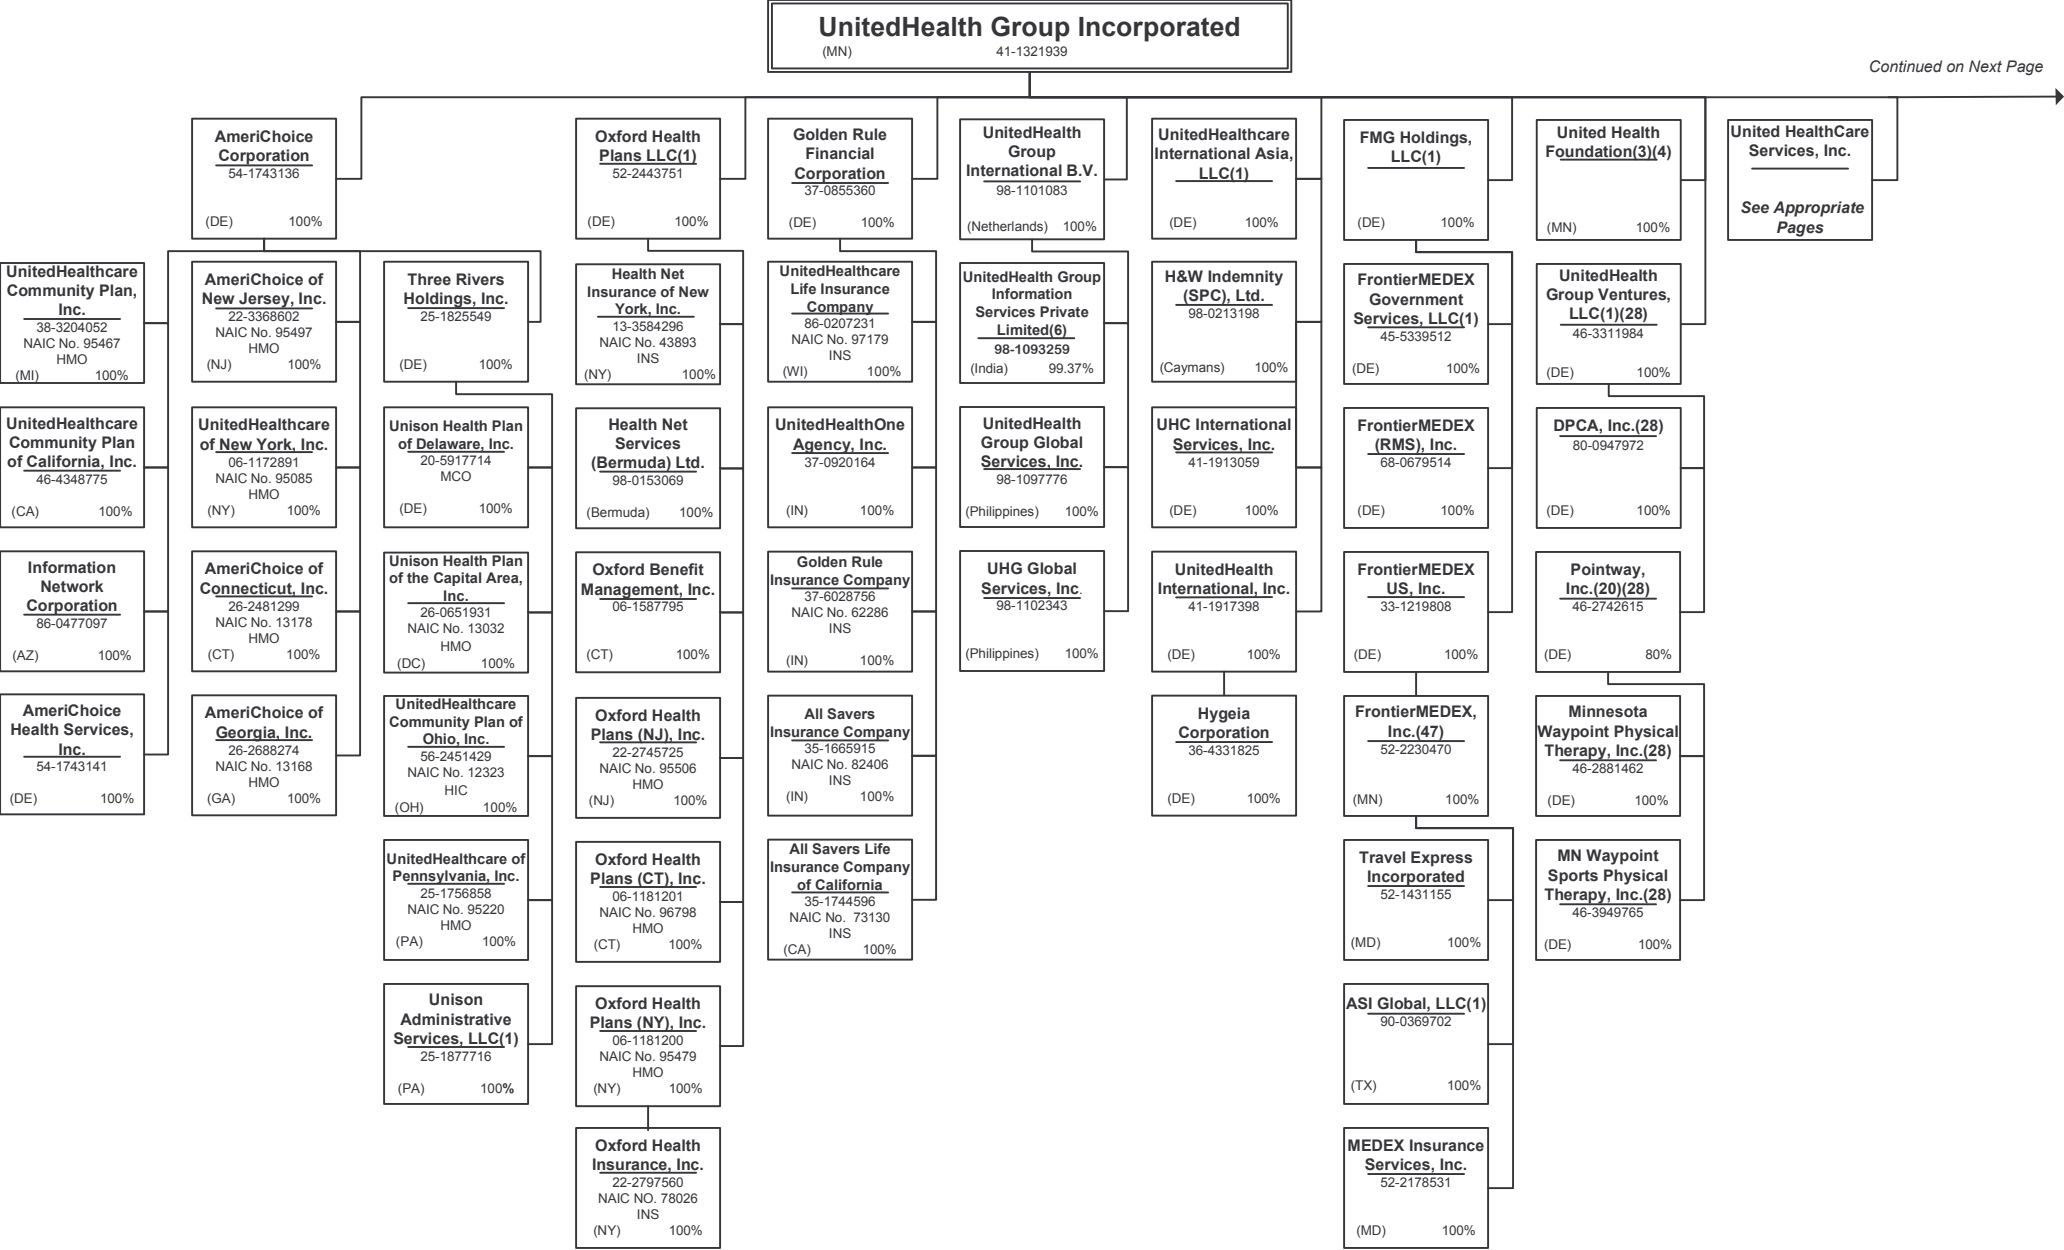 UnitedHealth Group Incorporated
(MN) 41-1321939
Continued on Next Page
AmeriChoice
Corporation
54-1743136
(DE) 100%
Oxford Health
Plans LLC(1)
52-2443751
(DE) 100%
Golden Rule
Financial
Corporation
37-0855360
(DE) 100%
UnitedHealth
Group
International B.V.
98-1101083
(Netherlands) 100%
UnitedHealthcare
International Asia,
LLC(1)
(DE) 100%
FMG Holdings,
LLC(1)
(DE) 100%
United Health
Foundation(3)(4)
(MN) 100%
United HealthCare
Services, Inc.
See Appropriate
Pages
UnitedHealthcare
Community Plan,
Inc.
38-3204052
NAIC No. 95467
HMO
(MI) 100%
AmeriChoice of
New Jersey, Inc.
22-3368602
NAIC No. 95497
HMO
(NJ) 100%
Three Rivers
Holdings, Inc.
25-1825549
(DE) 100%
Health Net
Insurance of New
York, Inc.
13-3584296
NAIC No. 43893
INS
(NY) 100%
UnitedHealthcare
Life Insurance
Company
86-0207231
NAIC No. 97179
INS
(WI) 100%
UnitedHealth Group
Information
Services Private
Limited(6)
98-1093259
(India) 99.37%
H&W Indemnity
(SPC), Ltd.
98-0213198
(Caymans) 100%
FrontierMEDEX
Government
Services, LLC(1)
45-5339512
(DE) 100%
UnitedHealth
Group Ventures,
LLC(1)(28)
46-3311984
(DE) 100%
UnitedHealthcare
Community Plan
of California, Inc.
46-4348775
(CA) 100%
UnitedHealthcare
of New York, Inc.
06-1172891
NAIC No. 95085
HMO
(NY) 100%
Unison Health Plan
of Delaware, Inc.
20-5917714
MCO
(DE) 100%
Health Net
Services
(Bermuda) Ltd.
98-0153069
(Bermuda) 100%
UnitedHealthOne
Agency, Inc.
37-0920164
(IN) 100%
UnitedHealth
Group Global
Services, Inc.
98-1097776
(Philippines) 100%
UHC International
Services, Inc.
41-1913059
(DE) 100%
FrontierMEDEX
(RMS), Inc.
68-0679514
(DE) 100%
DPCA, Inc.(28)
80-0947972
(DE) 100%
Information
Network
Corporation
86-0477097
(AZ) 100%
AmeriChoice of
Connecticut, Inc.
26-2481299
NAIC No. 13178
HMO
(CT) 100%
Unison Health Plan
of the Capital Area,
Inc.
26-0651931
NAIC No. 13032
HMO
(DC) 100%
Oxford Benefit
Management, Inc.
06-1587795
(CT) 100%
Golden Rule
Insurance Company
37-6028756
NAIC No. 62286
INS
(IN) 100%
UHG Global
Services, Inc.
98-1102343
(Philippines) 100%
UnitedHealth
International, Inc.
41-1917398
(DE) 100%
FrontierMEDEX
US, Inc.
33-1219808
(DE) 100%
Pointway,
Inc.(20)(28)
46-2742615
(DE) 80%
AmeriChoice
Health Services,
Inc.
54-1743141
(DE) 100%
AmeriChoice of
Georgia, Inc.
26-2688274
NAIC No. 13168
HMO
(GA) 100%
UnitedHealthcare
Community Plan of
Ohio, Inc.
56-2451429
NAIC No. 12323
HIC
(OH) 100%
Oxford Health
Plans (NJ), Inc.
22-2745725
NAIC No. 95506
HMO
(NJ) 100%
All Savers
Insurance Company
35-1665915
NAIC No. 82406
INS
(IN) 100%
Hygeia
Corporation
36-4331825
(DE) 100%
FrontierMEDEX,
Inc.(47)
52-2230470
(MN) 100%
Minnesota
Waypoint Physical
Therapy, Inc.(28)
46-2881462
(DE) 100%
UnitedHealthcare of
Pennsylvania, Inc.
25-1756858
NAIC No. 95220
HMO
(PA) 100%
Oxford Health
Plans (CT), Inc.
06-1181201
NAIC No. 96798
HMO
(CT) 100%
All Savers Life
Insurance Company
of California
35-1744596
NAIC No. 73130
INS
(CA) 100%
Travel Express
Incorporated
52-1431155
(MD) 100%
MN Waypoint
Sports Physical
Therapy, Inc.(28)
46-3949765
(DE) 100%
Unison
Administrative
Services, LLC(1)
25-1877716
(PA) 100%
Oxford Health
Plans (NY), Inc.
06-1181200
NAIC No. 95479
HMO
(NY) 100%
ASI Global, LLC(1)
90-0369702
(TX) 100%
Oxford Health
Insurance, Inc.
22-2797560
NAIC NO. 78026
INS
(NY) 100%
MEDEX Insurance
Services, Inc.
52-2178531
(MD) 100%